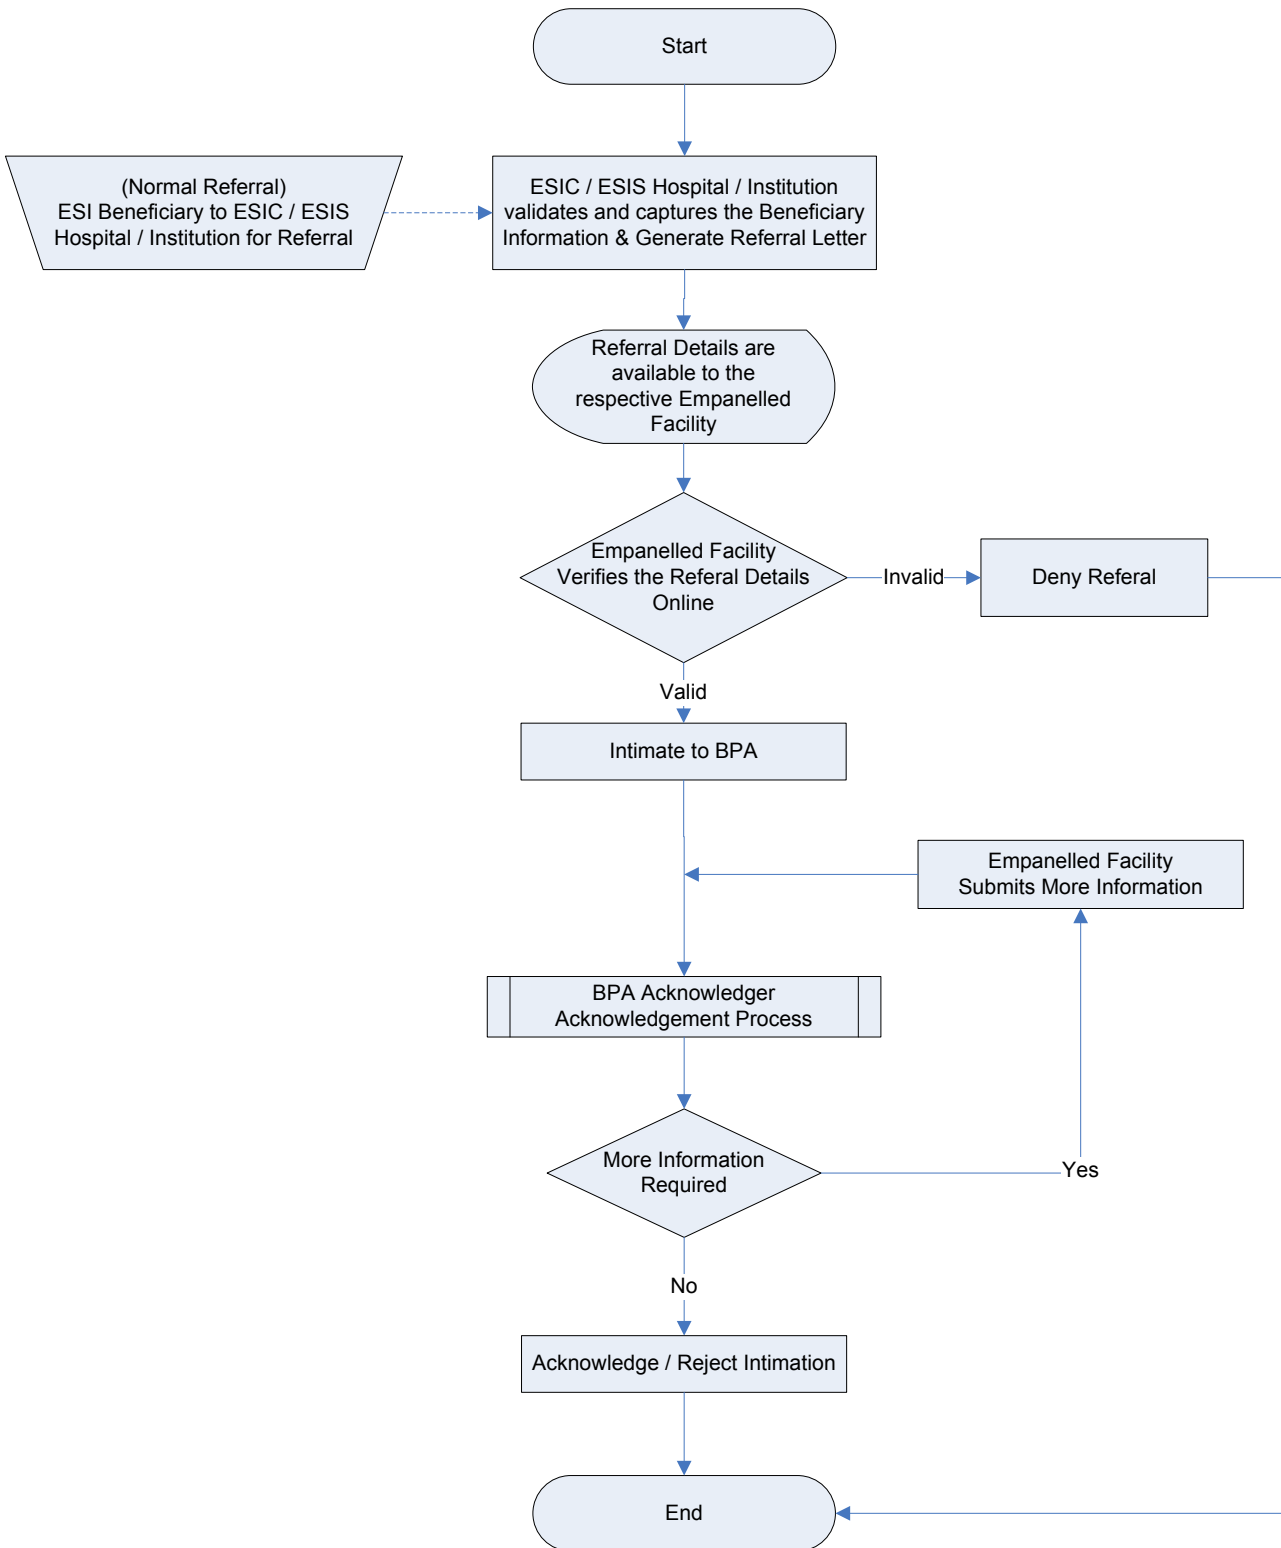 Start
(Normal Referral)
ESI Beneficiary to ESIC / ESIS
Hospital / Institution for Referral
ESIC / ESIS Hospital / Institution
validates and captures the Beneficiary
Information & Generate Referral Letter
Referral Details are
available to the
respective Empanelled
Facility
Empanelled Facility
Verifies the Referal Details
Online
Invalid
Deny Referal
Valid
Intimate to BPA
Empanelled Facility
Submits More Information
BPA Acknowledger
Acknowledgement Process
More Information
Required
Yes
No
Acknowledge / Reject Intimation
End